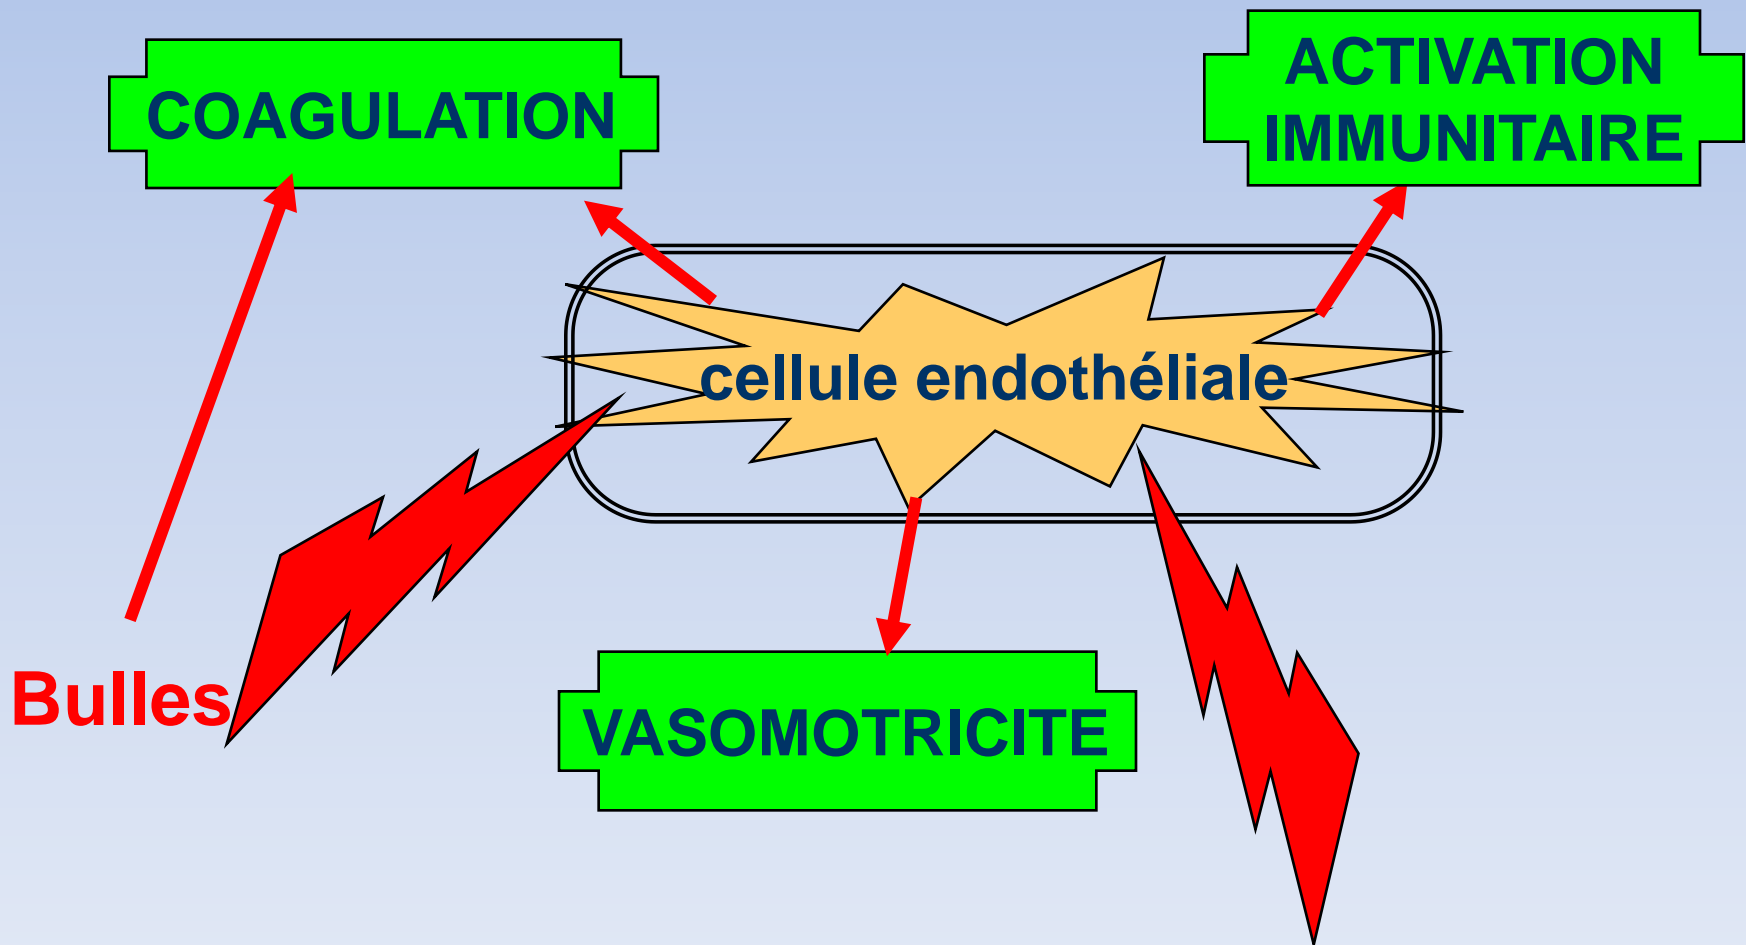 COAGULATION
ACTIVATION
IMMUNITAIRE
cellule endothéliale
Bulles
VASOMOTRICITE